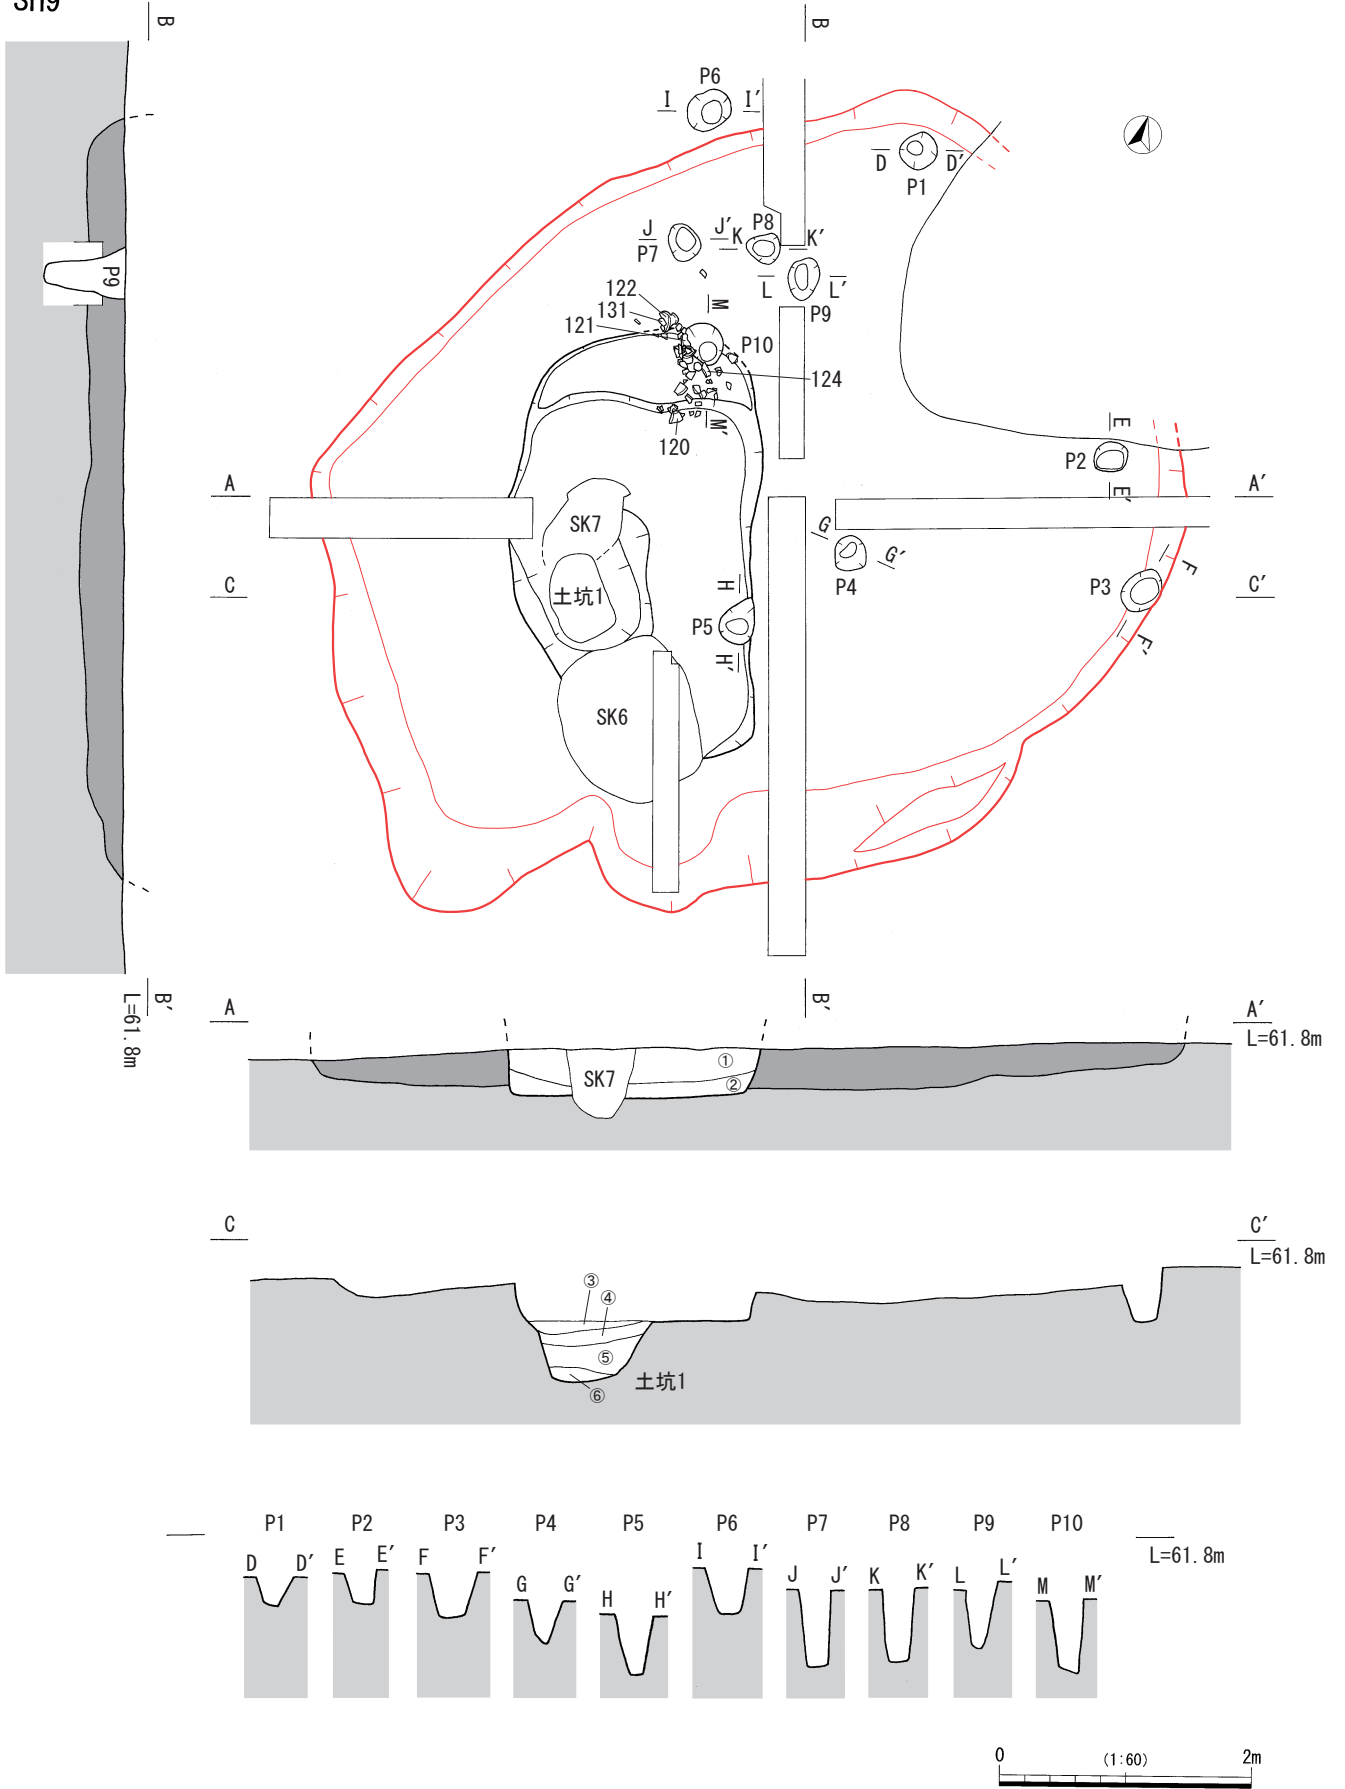 SH9
B
B
P6
I
I′
D
D′
P1
J
P7
J′
K
P8
K′
L
L′
P9
P9
M
122
131
121
P10
124
M′
120
E
P2
E′
A
A′
SK7
G
G′
P4
F
C
C′
土坑1
H
P3
P5
F′
H′
SK6
B′
L=61.8m
B′
A
A′
L=61.8m
①
SK7
②
C
C′
L=61.8m
③
④
⑤
⑥
土坑1
P1 P2 P3 P4 P5 P6 P7 P8 P9 P10
L=61.8m
D D′ E E′ F F′ G G′ H H′ I I′ J J′ K K′ L L′ M M′
0 (1:60) 2m